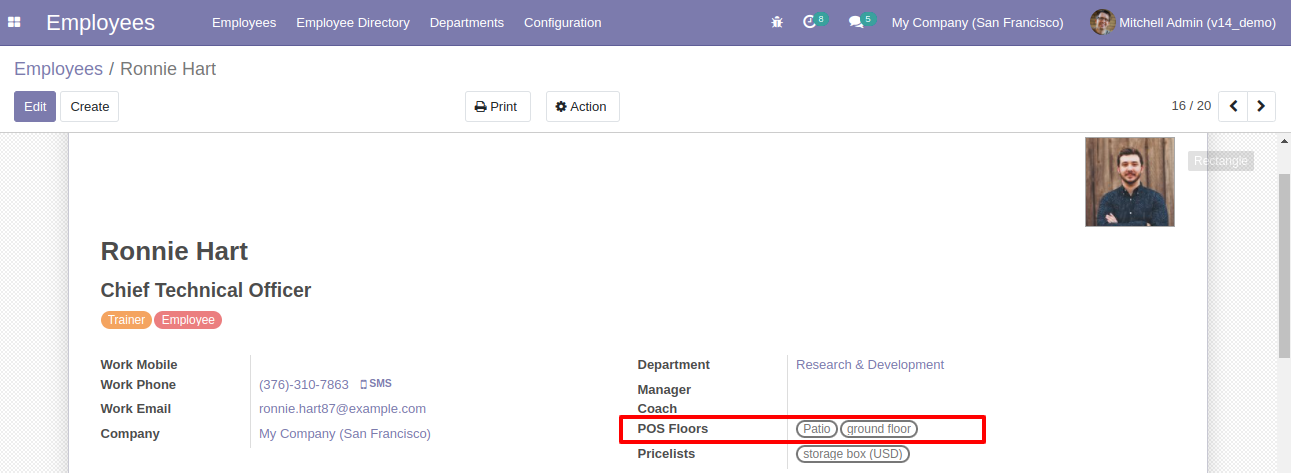 Employees Employees Employee Directory Departments Configuration 8 5 My Company (San Francisco) Mitchell Admin (v14_demo)
Employees / Ronnie Hart
Edit Create Print Action 16 / 20
Rectangle
Ronnie Hart
Chief Technical Officer
Trainer Employee
Work Mobile Department Research & Development
Work Phone (376)-310-7863 SMS Manager
Work Email ronnie.hart87@example.com Coach
Company My Company (San Francisco) POS Floors Patio ground floor
Pricelists storage box (USD)